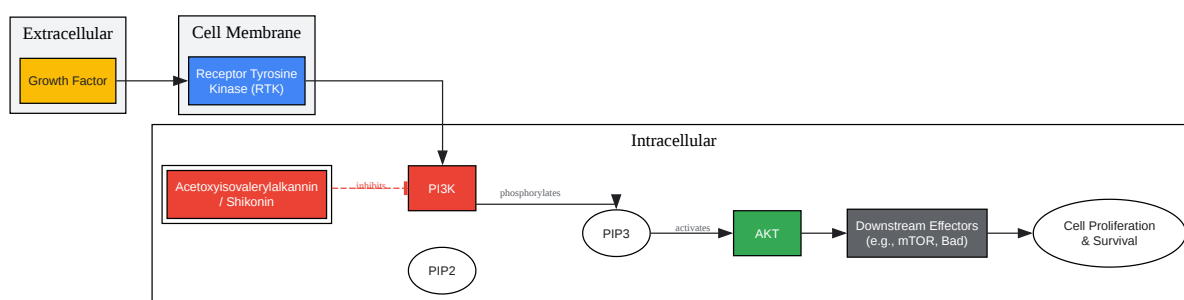 Extracellular
Growth Factor
Cell Membrane
Receptor Tyrosine
Kinase (RTK)
Intracellular
Acetoxyisovalerylalkannin
/ Shikonin
inhibits
PI3K
phosphorylates
PIP2
PIP3
activates
AKT
Downstream Effectors
(e.g., mTOR, Bad)
Cell Proliferation
& Survival